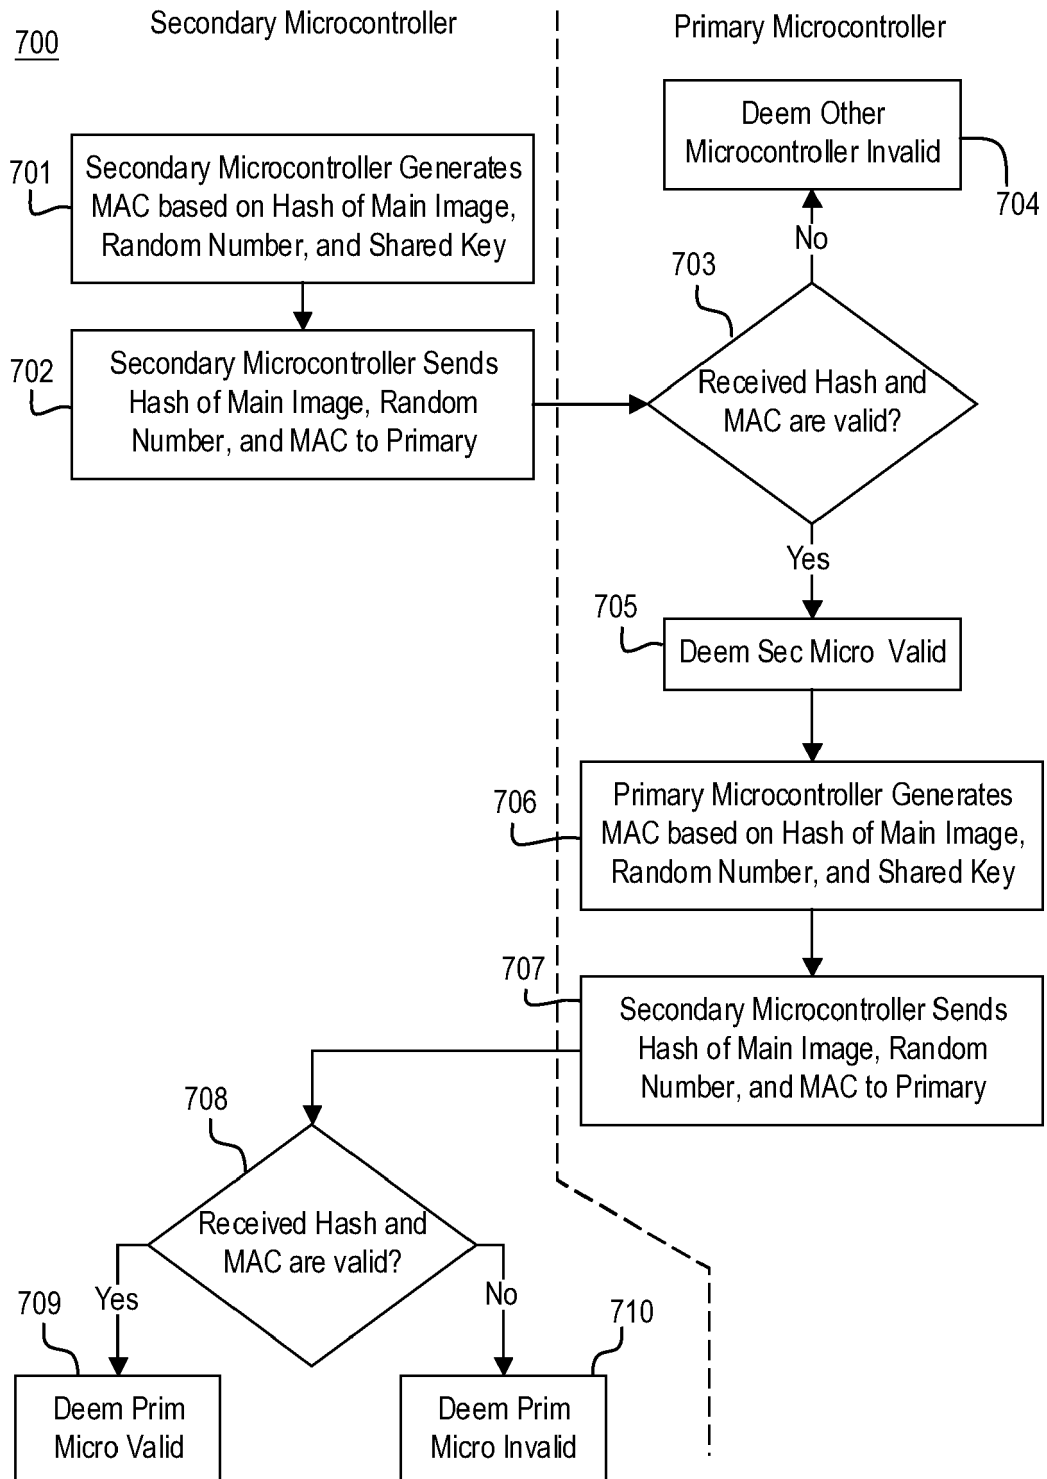 Secondary Microcontroller
Primary Microcontroller
700
Deem Other
Microcontroller Invalid
704
701
Secondary Microcontroller Generates
MAC based on Hash of Main Image,
Random Number, and Shared Key
No
703
702
Secondary Microcontroller Sends
Hash of Main Image, Random
Number, and MAC to Primary
Received Hash and
MAC are valid?
Yes
705
Deem Sec Micro Valid
706
Primary Microcontroller Generates
MAC based on Hash of Main Image,
Random Number, and Shared Key
707
Secondary Microcontroller Sends
Hash of Main Image, Random
Number, and MAC to Primary
708
Received Hash and
MAC are valid?
Yes
No
709
710
Deem Prim
Micro Valid
Deem Prim
Micro Invalid